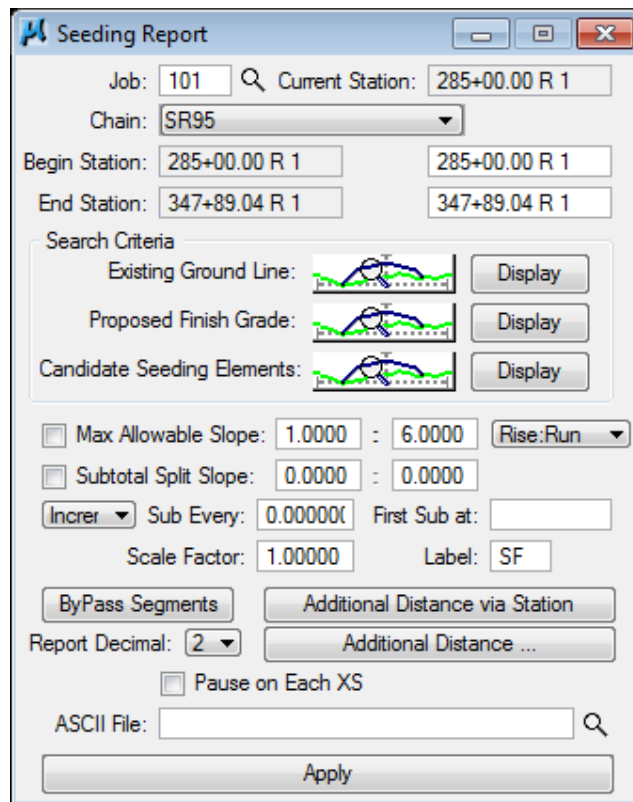 Seeding Report
Job: 101 Current Station: 285+00.00 R 1
Chain: SR95
Begin Station: 285+00.00 R 1 285+00.00 R 1
End Station: 347+89.04 R 1 347+89.04 R 1
Search Criteria
Existing Ground Line: Display
Proposed Finish Grade: Display
Candidate Seeding Elements: Display
Max Allowable Slope: 1.0000 : 6.0000 Rise:Run
Subtotal Split Slope: 0.0000 : 0.0000
Increr Sub Every: 0.000000 First Sub at:
Scale Factor: 1.00000 Label: SF
ByPass Segments Additional Distance via Station
Report Decimal: 2 Additional Distance ...
Pause on Each XS
ASCII File:
Apply